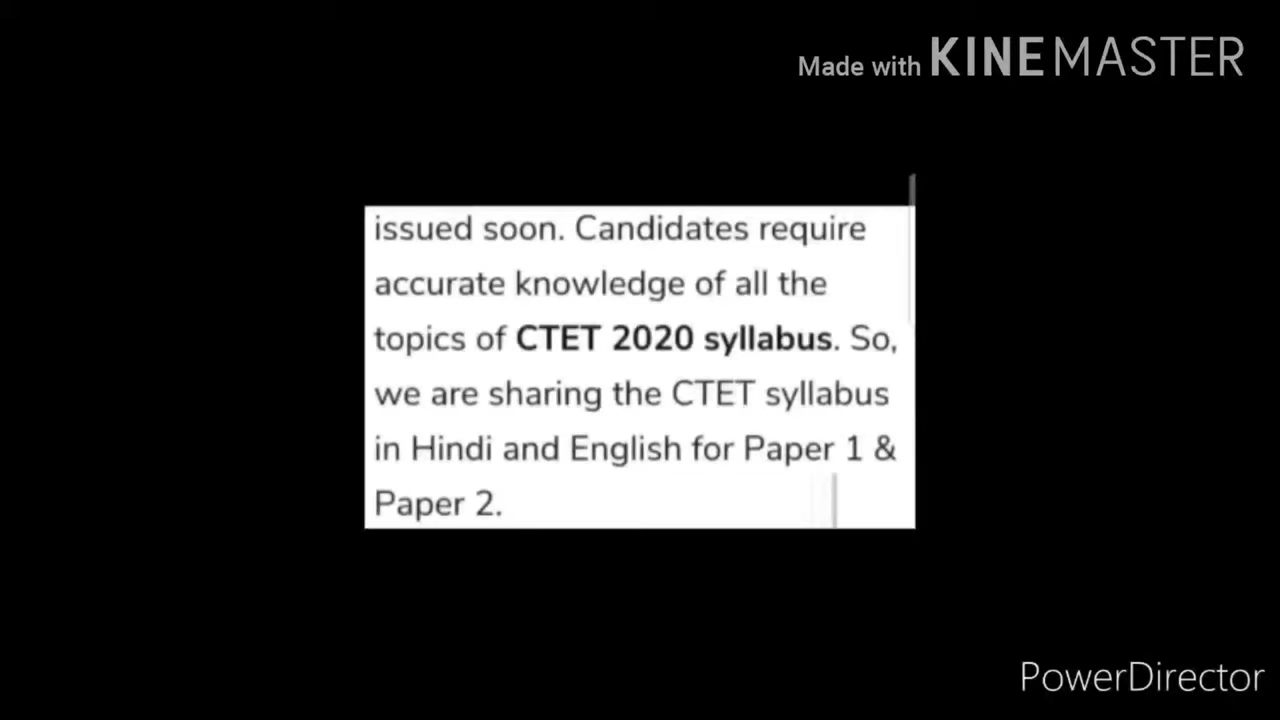 Made with KINEMASTER
issued soon. Candidates require
accurate knowledge of all the
topics of CTET 2020 syllabus. So,
we are sharing the CTET syllabus
in Hindi and English for Paper 1 &
Paper 2.
PowerDirector